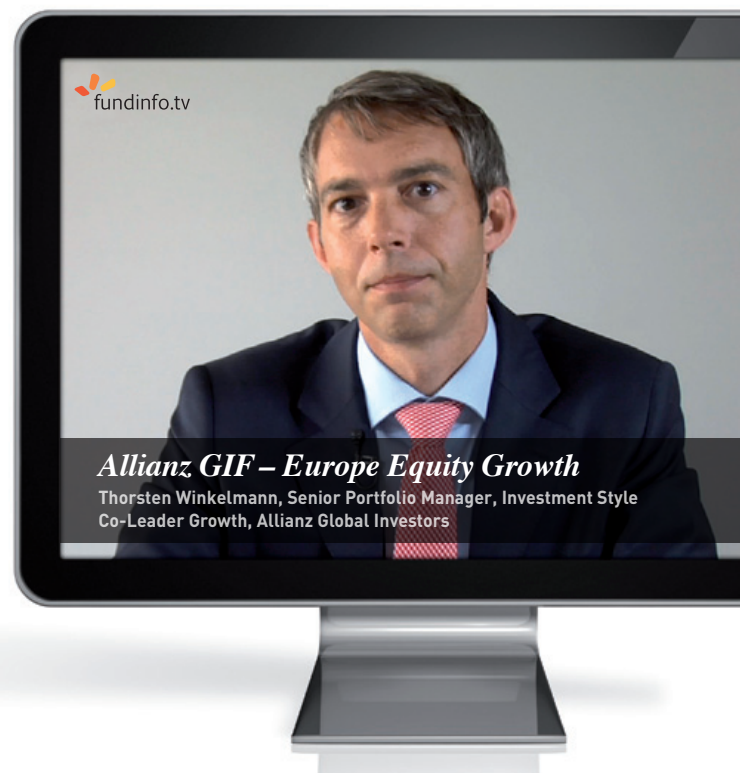 fundinfo.tv
Allianz GIF – Europe Equity Growth
Thorsten Winkelmann, Senior Portfolio Manager, Investment Style
Co-Leader Growth, Allianz Global Investors